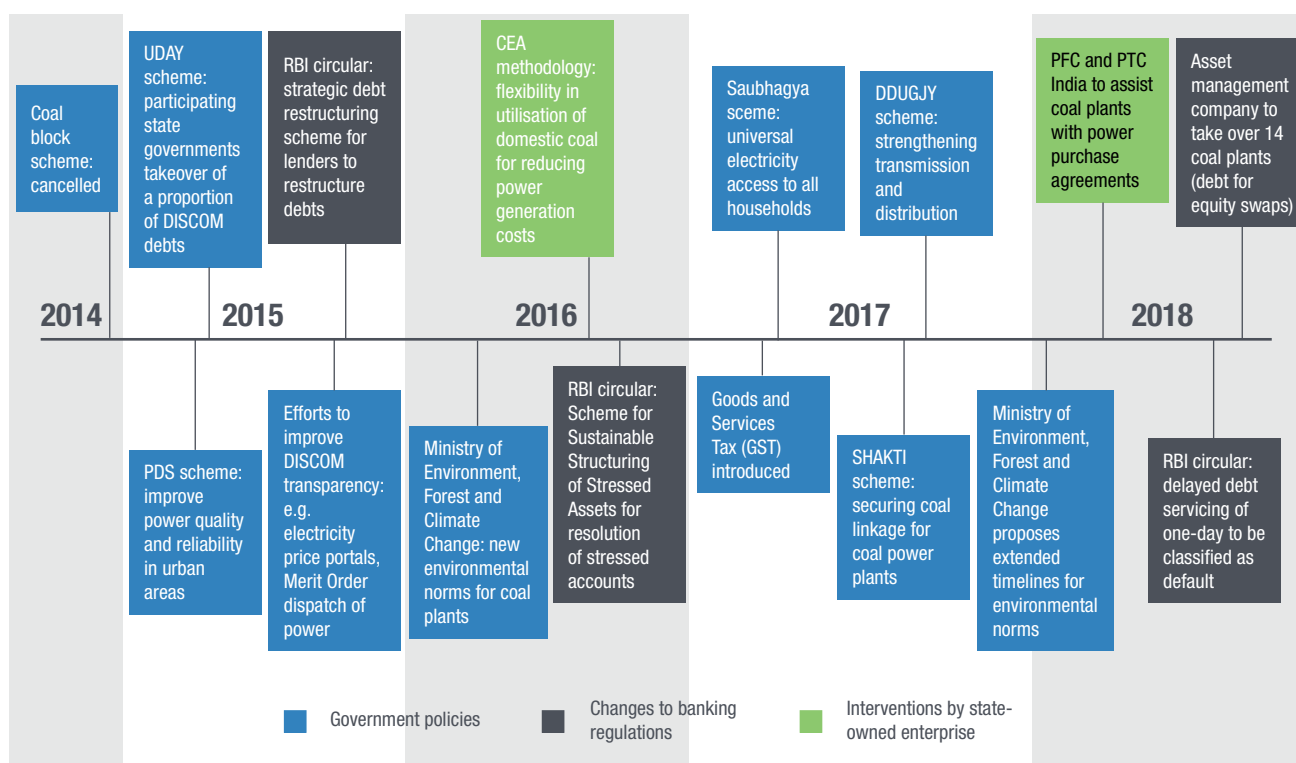 Coal
block
scheme:
cancelled
UDAY
scheme:
participating
state
governments
takeover of
a proportion
of DISCOM
debts
RBI circular:
strategic debt
restructuring
scheme for
lenders to
restructure
debts
CEA
methodology:
flexibility in
utilisation of
domestic coal
for reducing
power
generation
costs
Saubhagya
sceme:
universal
electricity
access to all
households
DDUGJY
scheme:
strengthening
transmission
and
distribution
PFC and PTC
India to assist
coal plants
with power
purchase
agreements
Asset
management
company to
take over 14
coal plants
(debt for
equity swaps)
2014
2015
2016
2017
2018
PDS scheme:
improve
power quality
and reliability
in urban
areas
Efforts to
improve
DISCOM
transparency:
e.g.
electricity
price portals,
Merit Order
dispatch of
power
Ministry of
Environment,
Forest and
Climate
Change: new
environmental
norms for coal
plants
RBI circular:
Scheme for
Sustainable
Structuring
of Stressed
Assets for
resolution
of stressed
accounts
Goods and
Services
Tax (GST)
introduced
SHAKTI
scheme:
securing coal
linkage for
coal power
plants
Ministry of
Environment,
Forest and
Climate
Change
proposes
extended
timelines for
environmental
norms
RBI circular:
delayed debt
servicing of
one-day to be
classified as
default
Government policies
Changes to banking
regulations
Interventions by state-
owned enterprise